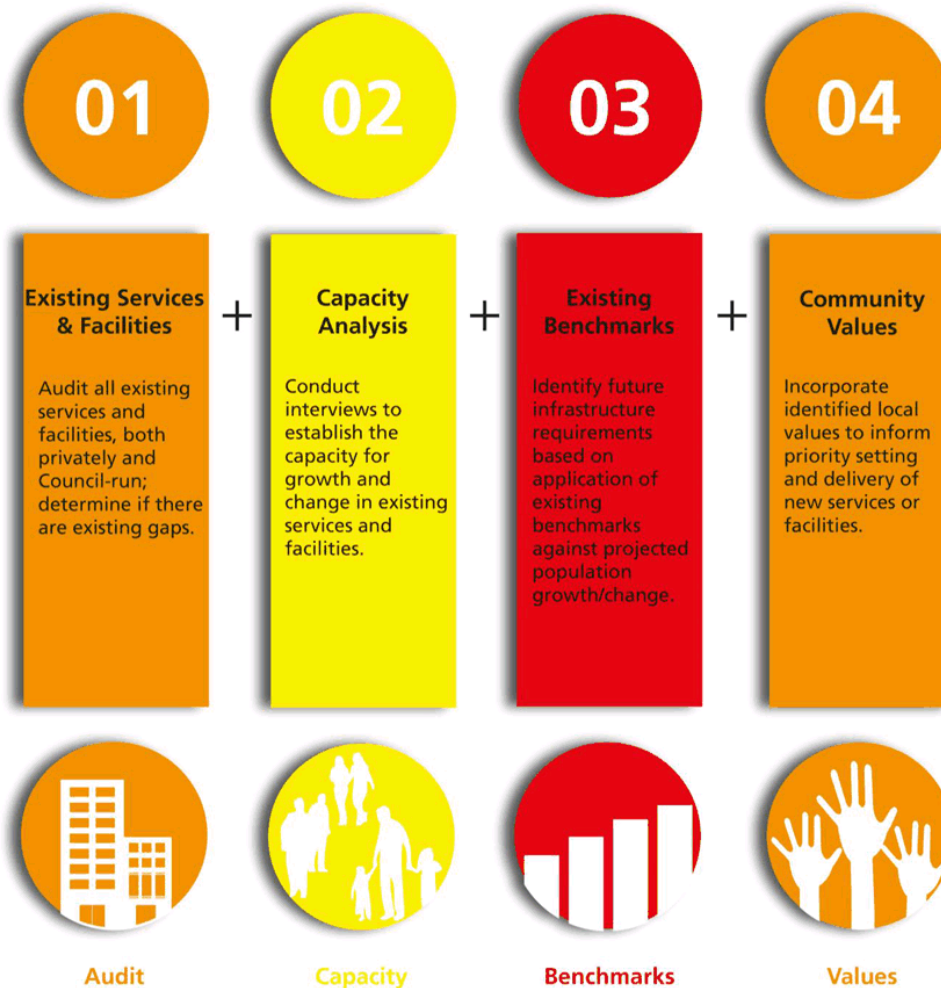 01
02
03
04
Existing Services
& Facilities
Audit all existing
services and
facilities, both
privately and
Council-run;
determine if there
are existing gaps.
+
Capacity
Analysis
Conduct
interviews to
establish the
capacity for
growth and
change in existing
services and
facilities.
+
Existing
Benchmarks
Identify future
infrastructure
requirements
based on
application of
existing
benchmarks
against projected
population
growth/change.
+
Community
Values
Incorporate
identified local
values to inform
priority setting
and delivery of
new services or
facilities.
Audit
Capacity
Benchmarks
Values